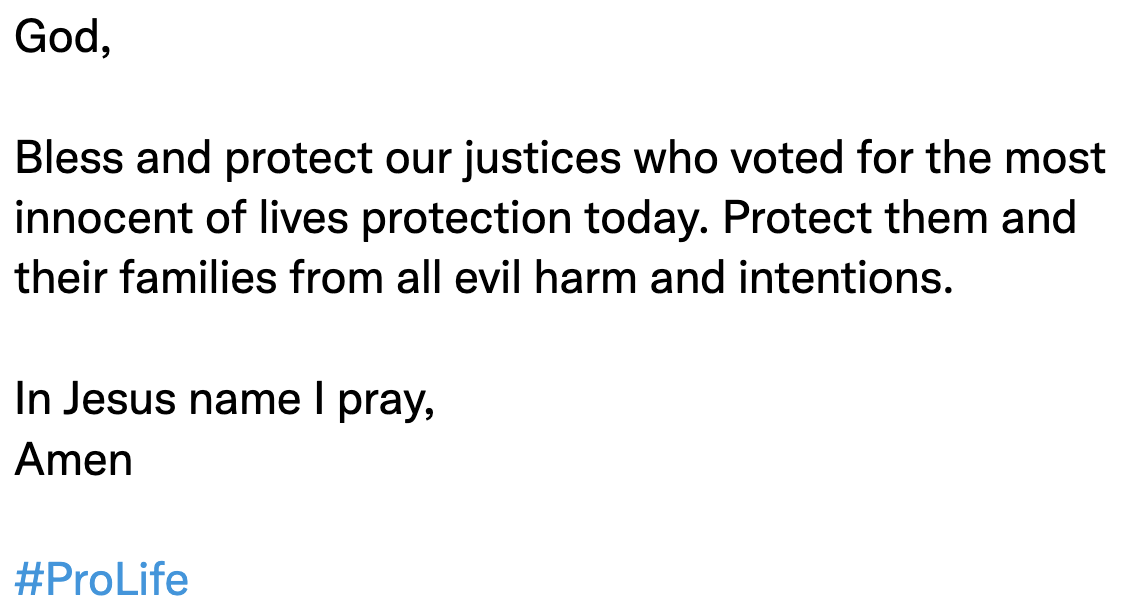 God,
Bless and protect our justices who voted for the most
innocent of lives protection today. Protect them and
their families from all evil harm and intentions.
In Jesus name I pray,
Amen
#ProLife